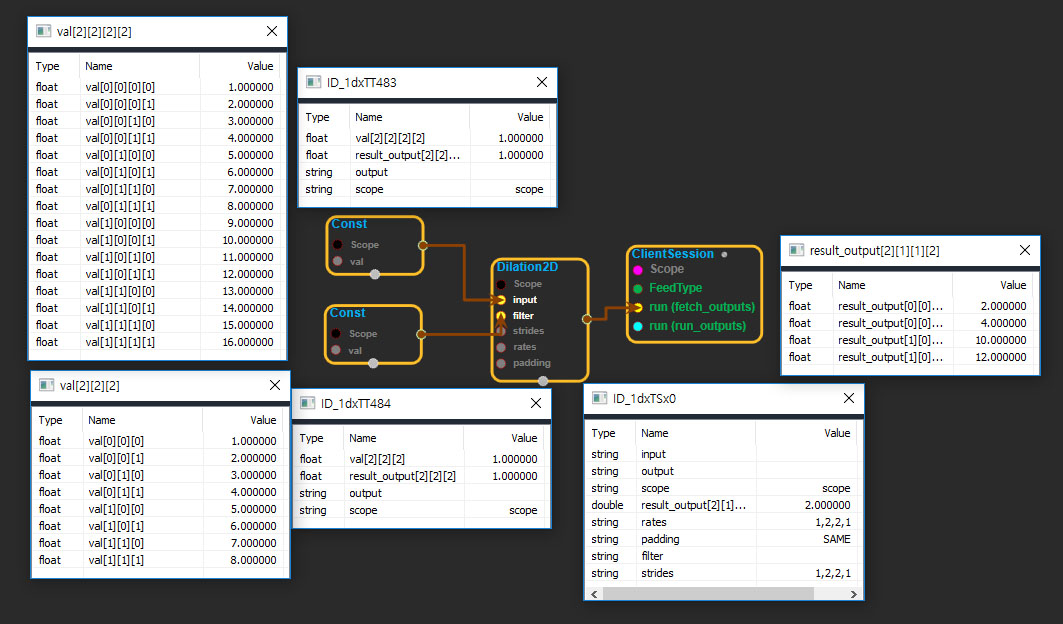 val[2][2][2][2]
Type Name Value
float val[0][0][0][0] 1.000000
float val[0][0][0][1] 2.000000
float val[0][0][1][0] 3.000000
float val[0][0][1][1] 4.000000
float val[0][1][0][0] 5.000000
float val[0][1][0][1] 6.000000
float val[0][1][1][0] 7.000000
float val[0][1][1][1] 8.000000
float val[1][0][0][0] 9.000000
float val[1][0][0][1] 10.000000
float val[1][0][1][0] 11.000000
float val[1][0][1][1] 12.000000
float val[1][1][0][0] 13.000000
float val[1][1][0][1] 14.000000
float val[1][1][1][0] 15.000000
float val[1][1][1][1] 16.000000
ID_1dxTT483
Type Name Value
float val[2][2][2][2] 1.000000
float result_output[2][2]... 1.000000
string output
string scope scope
Const
Scope
val
Const
Scope
val
Dilation2D
Scope
input
filter
strides
rates
padding
ClientSession
Scope
FeedType
run (fetch_outputs)
run (run_outputs)
result_output[2][1][1][2]
Type Name Value
float result_output[0][0]... 2.000000
float result_output[0][0]... 4.000000
float result_output[1][0]... 10.000000
float result_output[1][0]... 12.000000
val[2][2][2]
Type Name Value
float val[0][0][0] 1.000000
float val[0][0][1] 2.000000
float val[0][1][0] 3.000000
float val[0][1][1] 4.000000
float val[1][0][0] 5.000000
float val[1][0][1] 6.000000
float val[1][1][0] 7.000000
float val[1][1][1] 8.000000
ID_1dxTT484
Type Name Value
float val[2][2][2] 1.000000
float result_output[2][2][2] 1.000000
string output
string scope scope
ID_1dxTSx0
Type Name Value
string input
string output
string scope scope
double result_output[2][1]... 2.000000
string rates 1,2,2,1
string padding SAME
string filter
string strides 1,2,2,1